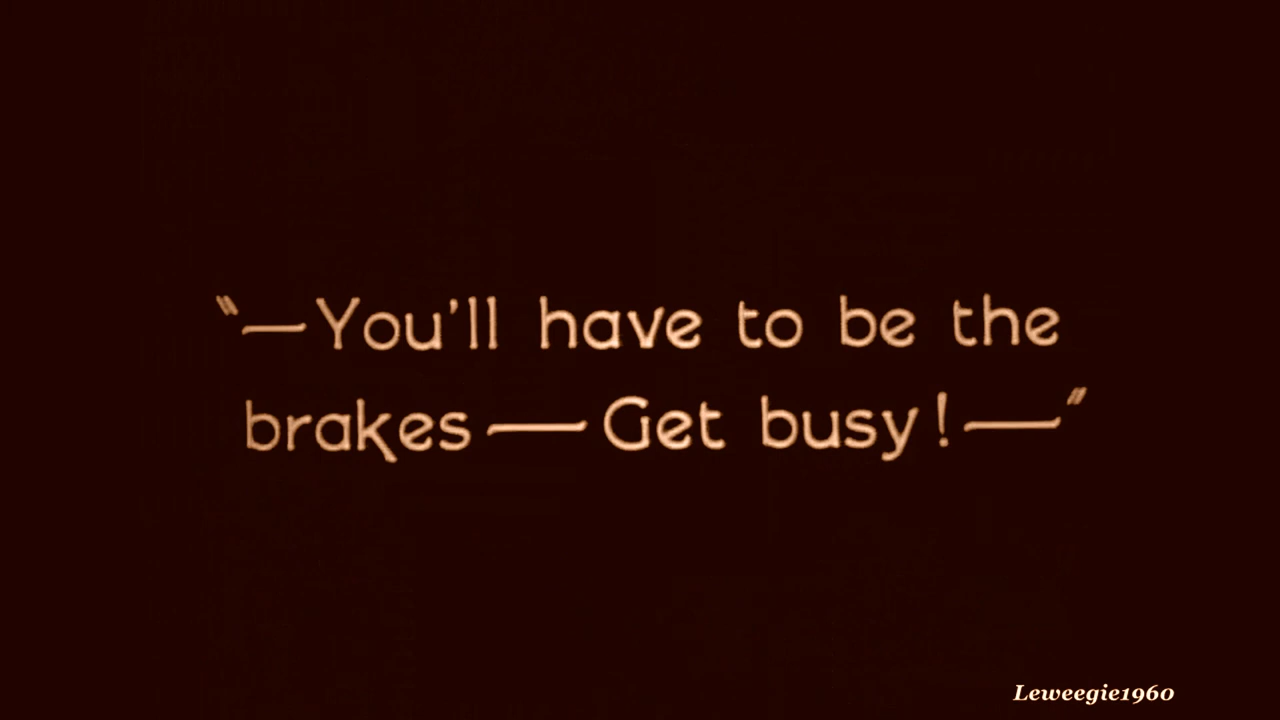 "—You'll have to be the
brakes — Get busy! —"
Leweegie1960